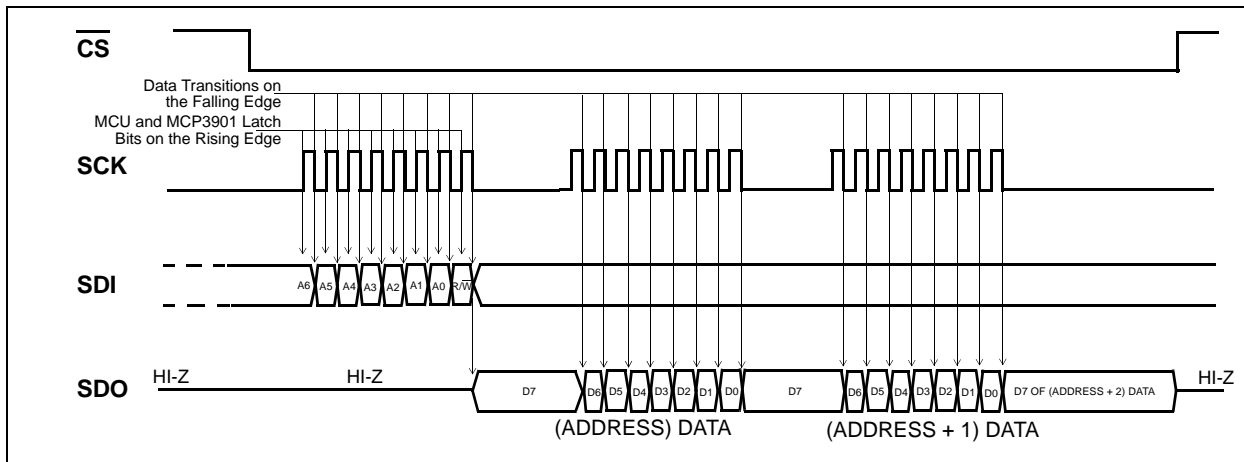 CS
Data Transitions on
the Falling Edge
MCU and MCP3901 Latch
Bits on the Rising Edge
SCK
SDI
A6 A5 A4 A3 A2 A1 A0 R/W
SDO
HI-Z HI-Z D7 D6 D5 D4 D3 D2 D1 D0 D7 D6 D5 D4 D3 D2 D1 D0 D7 OF (ADDRESS + 2) DATA HI-Z
(ADDRESS) DATA (ADDRESS + 1) DATA